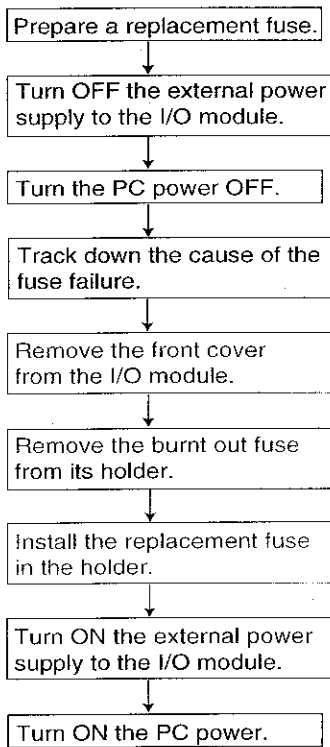 Prepare a replacement fuse.
Turn OFF the external power
supply to the I/O module.
Turn the PC power OFF.
Track down the cause of the
fuse failure.
Remove the front cover
from the I/O module.
Remove the burnt out fuse
from its holder.
Install the replacement fuse
in the holder.
Turn ON the external power
supply to the I/O module.
Turn ON the PC power.